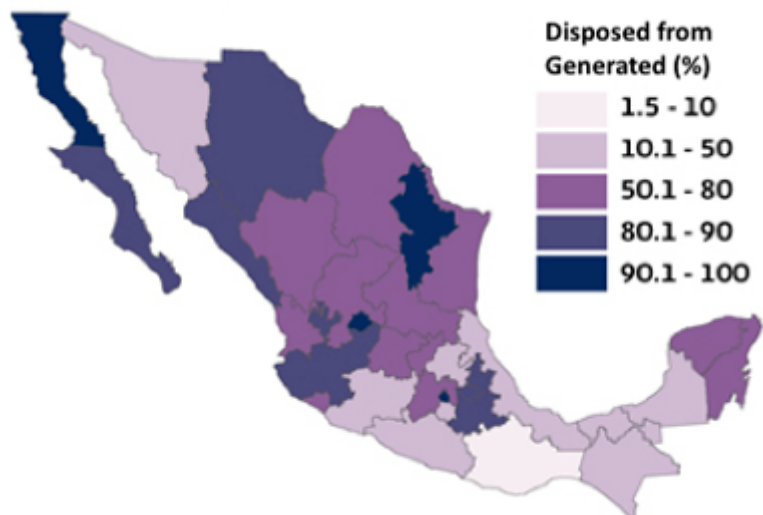 Disposed from
Generated (%)
1.5 - 10
10.1 - 50
50.1 - 80
80.1 - 90
90.1 - 100